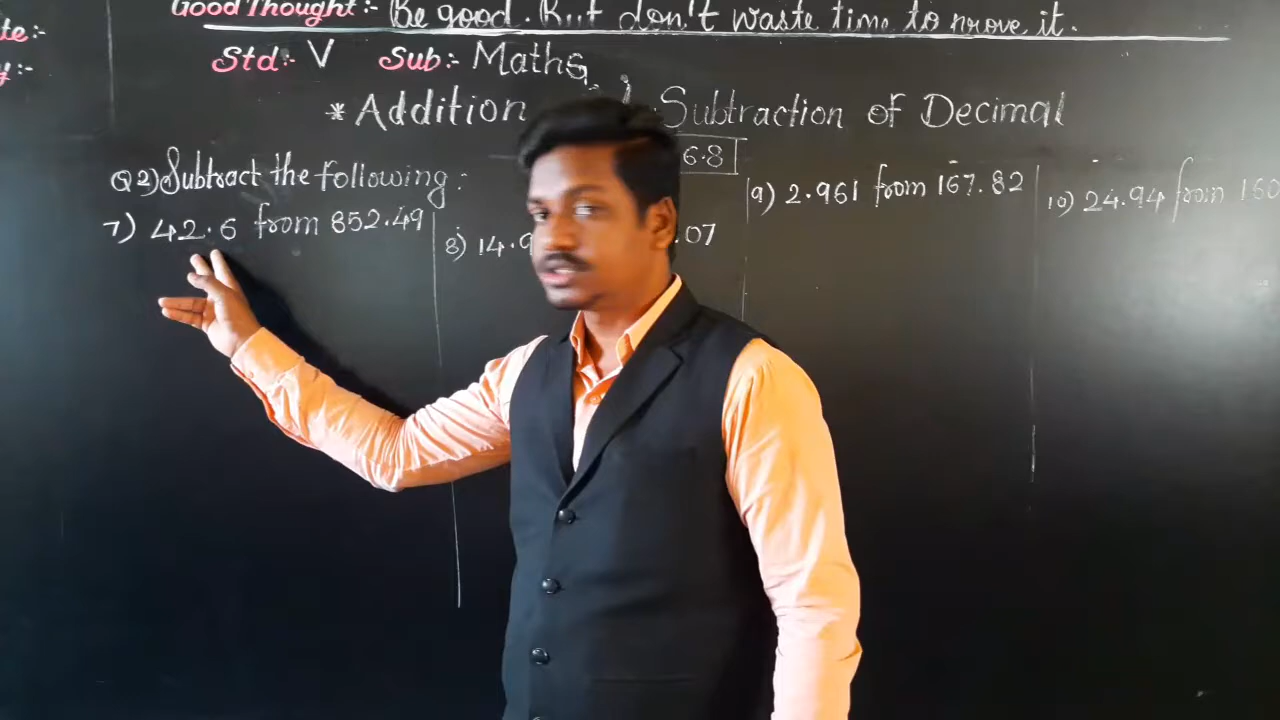 Good Thought:- Be good. But don't waste time to prove it.
te:-
y:-
Std:- V Sub:- Maths
* Addition Subtraction of Decimal
6.8
Q2) Subtract the following:
7) 42.6 from 852.49
8) 14.9 .07
9) 2.961 from 167.82
10) 24.94 from 160